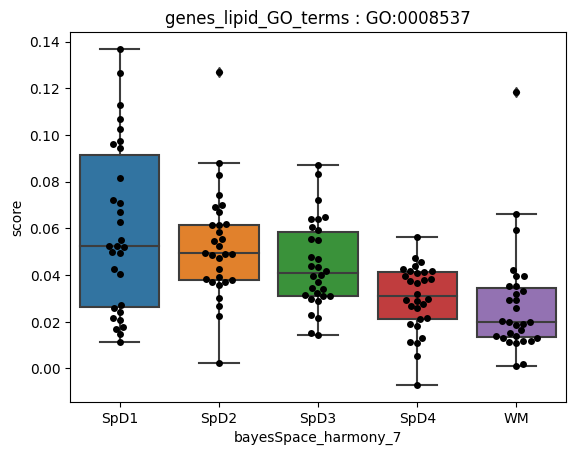 genes_lipid_GO_terms : GO:0008537
0.14
0.12
0.10
0.08
0.06
0.04
0.02
0.00
score
SpD1 SpD2 SpD3 SpD4 WM
bayesSpace_harmony_7